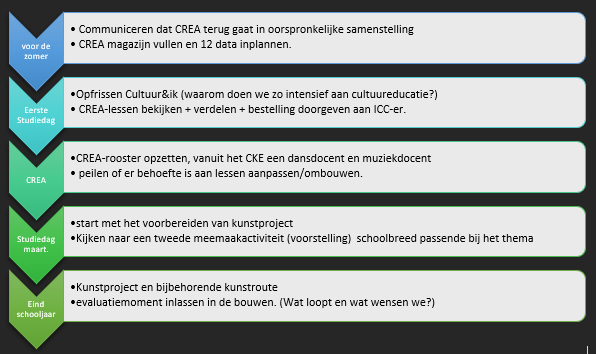 voor de
zomer
• Communiceren dat CREA terug gaat in oorspronkelijke samenstelling
• CREA magazijn vullen en 12 data inplannen.
Eerste
Studiedag
•Opfrissen Cultuur&ik (waarom doen we zo intensief aan cultuureducatie?)
• CREA-lessen bekijken + verdelen + bestelling doorgeven aan ICC-er.
CREA
•CREA-rooster opzetten, vanuit het CKE een dansdocent en muziekdocent
• peilen of er behoefte is aan lessen aanpassen/ombouwen.
Studiedag
maart.
•start met het voorbereiden van kunstproject
•Kijken naar een tweede meemaakactiviteit (voorstelling) schoolbreed passende bij het thema
Eind
schooljaar
•Kunstproject en bijbehorende kunstroute
•evaluatiemoment inlassen in de bouwen. (Wat loopt en wat wensen we?)